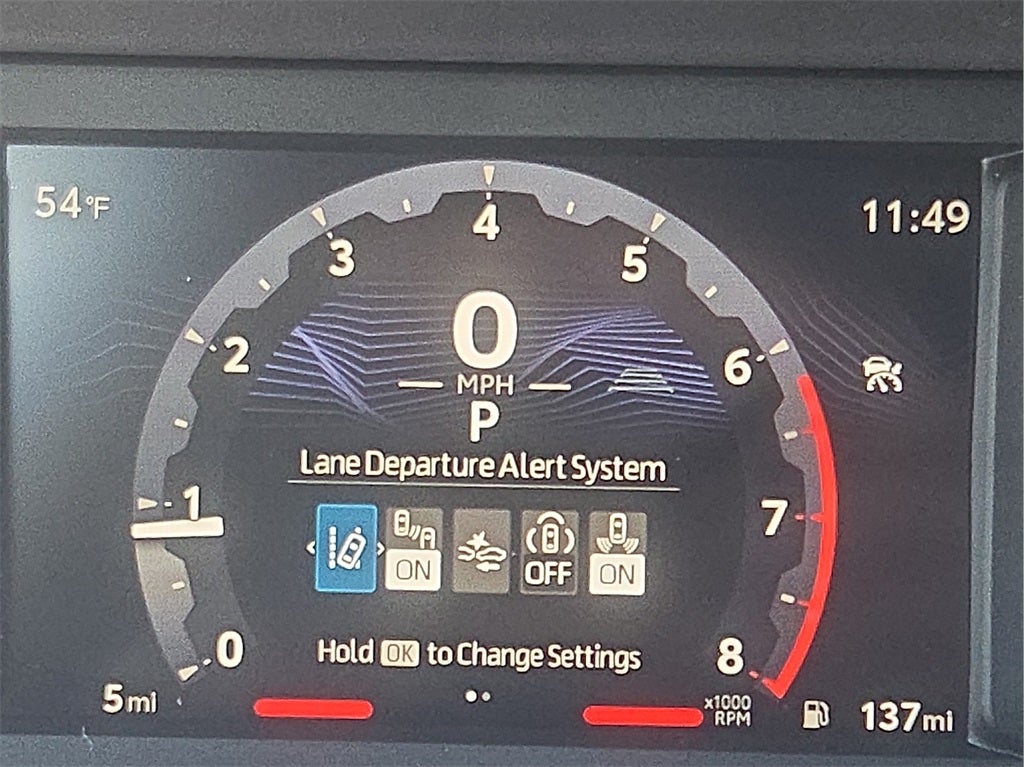 54°F
11:49
4
3
5
0
MPH
2
6
P
Lane Departure Alert System
1
7
ON
OFF
ON
0
Hold OK to Change Settings
8
5mi
x1000
RPM
137mi